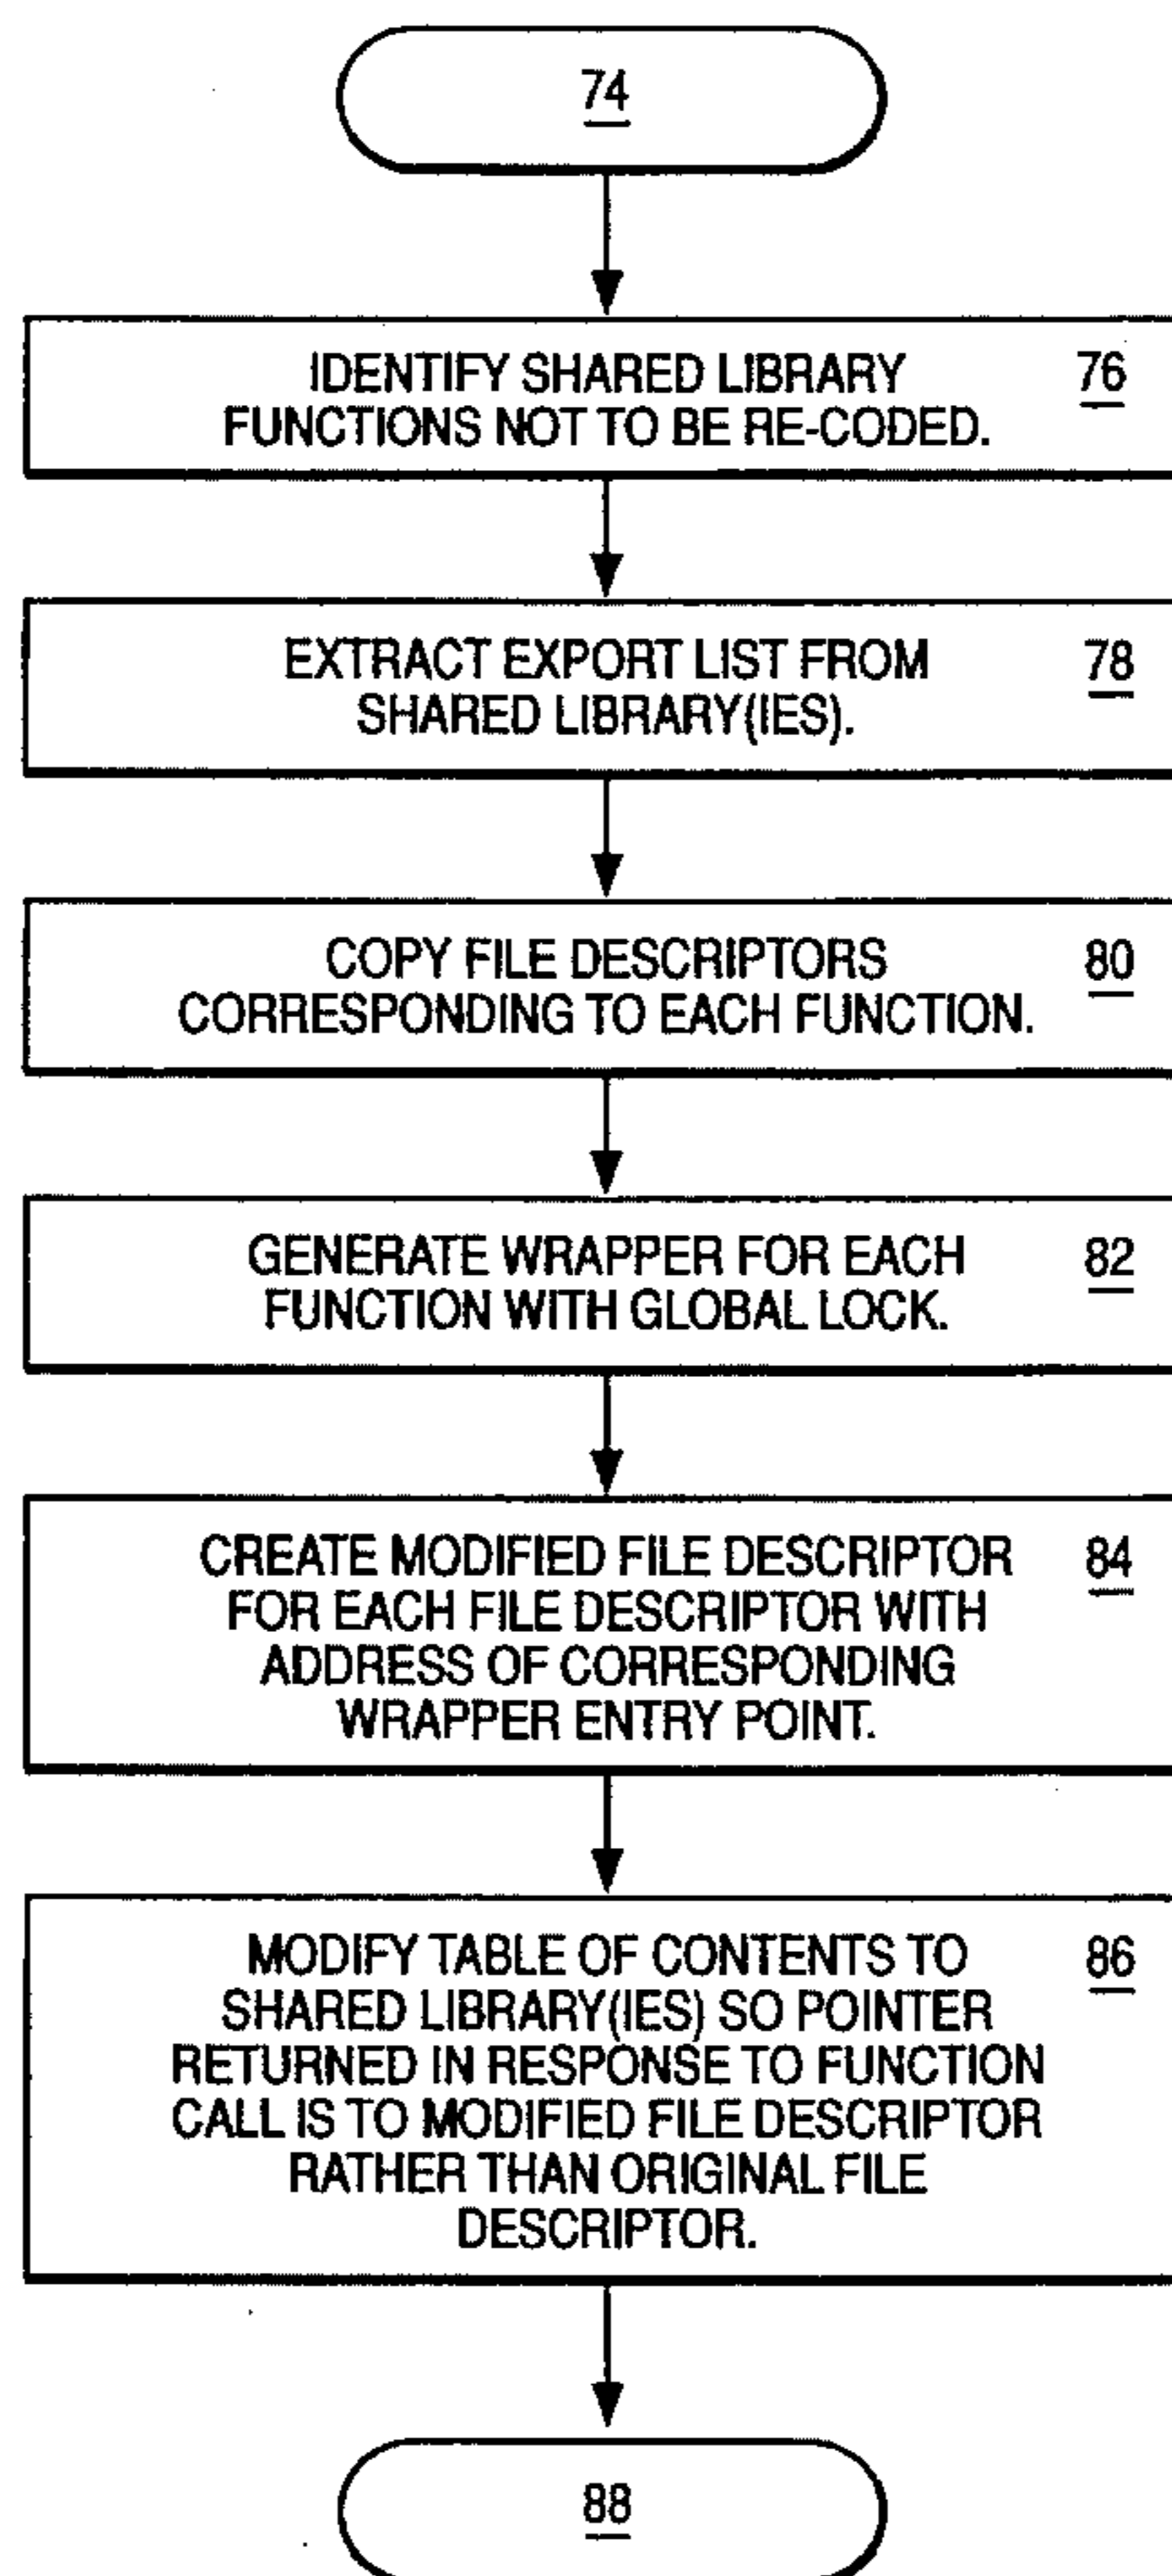 74
IDENTIFY SHARED LIBRARY 76
FUNCTIONS NOT TO BE RE-CODED.
EXTRACT EXPORT LIST FROM 78
SHARED LIBRARY(IES).
COPY FILE DESCRIPTORS 80
CORRESPONDING TO EACH FUNCTION.
GENERATE WRAPPER FOR EACH 82
FUNCTION WITH GLOBAL LOCK.
CREATE MODIFIED FILE DESCRIPTOR 84
FOR EACH FILE DESCRIPTOR WITH
ADDRESS OF CORRESPONDING
WRAPPER ENTRY POINT.
MODIFY TABLE OF CONTENTS TO 86
SHARED LIBRARY(IES) SO POINTER
RETURNED IN RESPONSE TO FUNCTION
CALL IS TO MODIFIED FILE DESCRIPTOR
RATHER THAN ORIGINAL FILE
DESCRIPTOR.
88